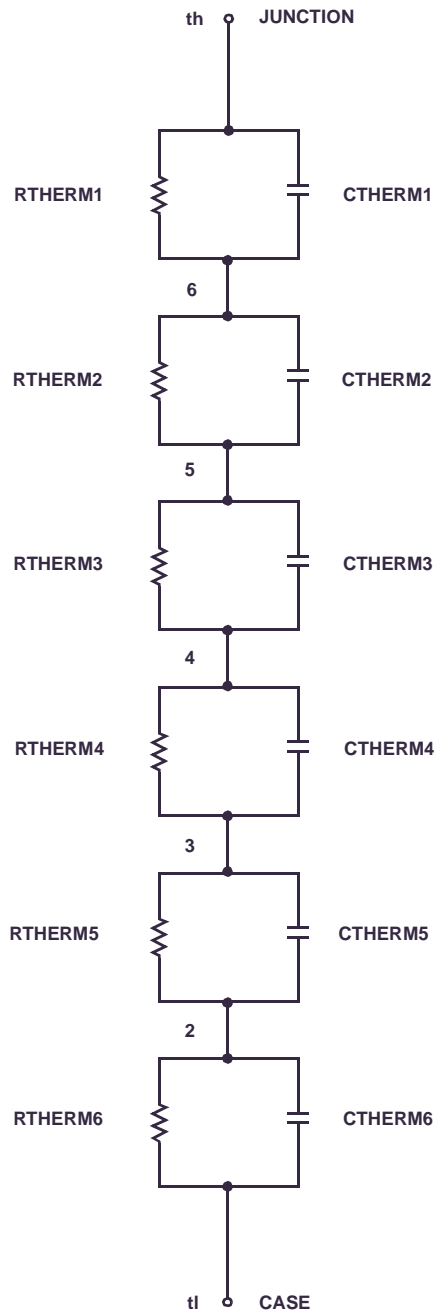 th JUNCTION
RTHERM1 CTHERM1
6
RTHERM2 CTHERM2
5
RTHERM3 CTHERM3
4
RTHERM4 CTHERM4
3
RTHERM5 CTHERM5
2
RTHERM6 CTHERM6
tl CASE